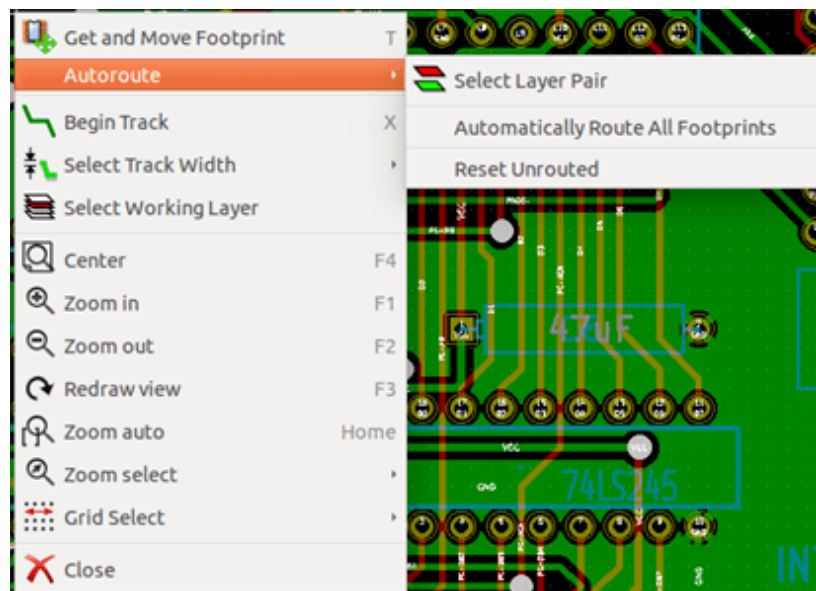 Get and Move Footprint T
Autoroute
Select Layer Pair
Begin Track X
Automatically Route All Footprints
Select Track Width
Reset Unrouted
Select Working Layer
Center F4
Zoom in F1
Zoom out F2
47uF
Redraw view F3
Zoom auto Home
VCC
VCC
Zoom select
GND
74LS245
Grid Select
Close